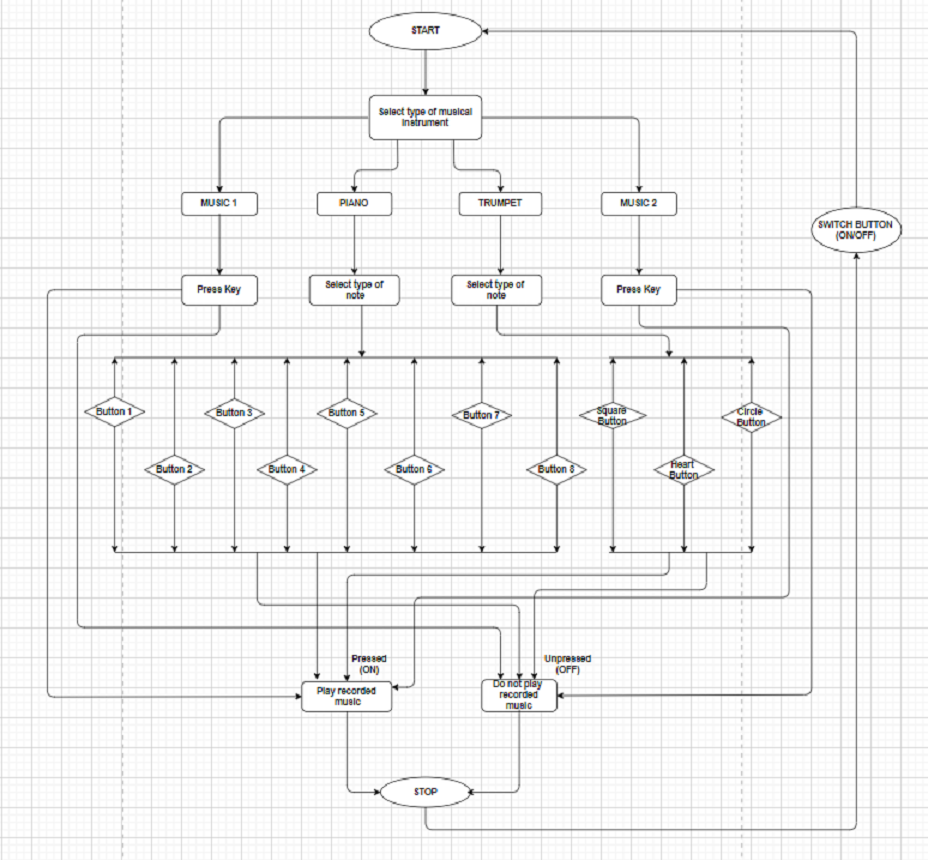 START
Select type of musical
instrument
MUSIC 1
PIANO
TRUMPET
MUSIC 2
SWITCH BUTTON
(ON/OFF)
Press Key
Select type of
note
Select type of
note
Press Key
Button 1
Button 3
Button 5
Button 7
Square
Button
Circle
Button
Button 2
Button 4
Button 6
Button 8
Heart
Button
Pressed
(ON)
Unpressed
(OFF)
Play recorded
music
Do not play
recorded
music
STOP